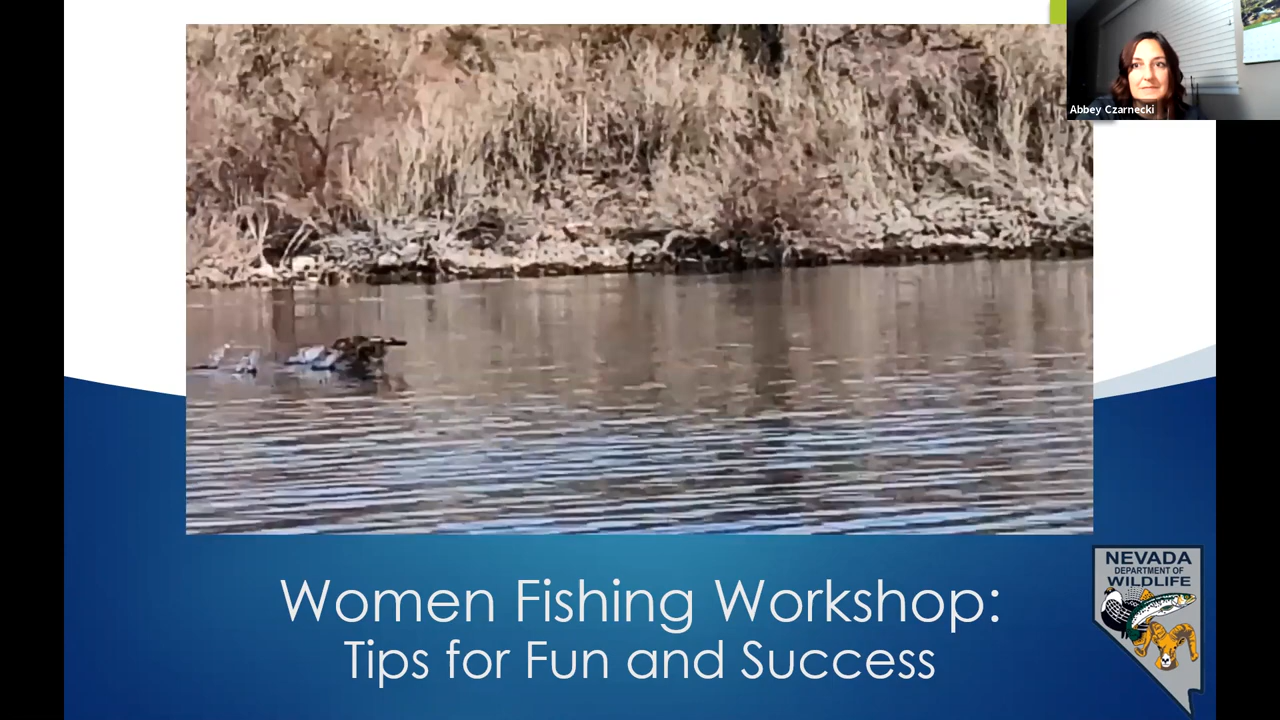 Abbey Czarnecki
Women Fishing Workshop:
Tips for Fun and Success
NEVADA
DEPARTMENT OF
WILDLIFE